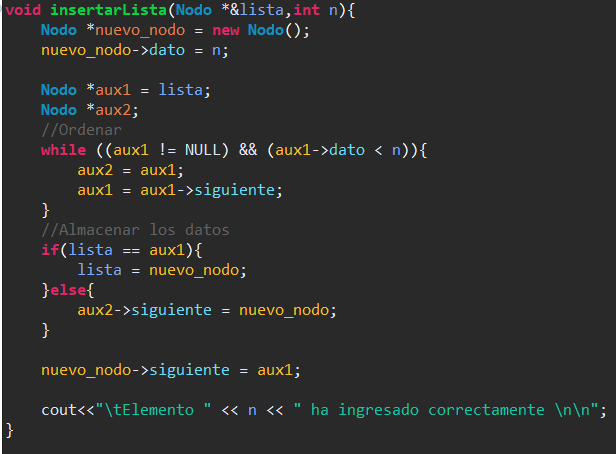 void insertarLista(Nodo *&lista,int n){
    Nodo *nuevo_nodo = new Nodo();
    nuevo_nodo->dato = n;

    Nodo *aux1 = lista;
    Nodo *aux2;
    //Ordenar
    while ((aux1 != NULL) && (aux1->dato < n)){
        aux2 = aux1;
        aux1 = aux1->siguiente;
    }
    //Almacenar los datos
    if(lista == aux1){
        lista = nuevo_nodo;
    }else{
        aux2->siguiente = nuevo_nodo;
    }

    nuevo_nodo->siguiente = aux1;

    cout<<"\tElemento " << n << " ha ingresado correctamente \n\n";
}